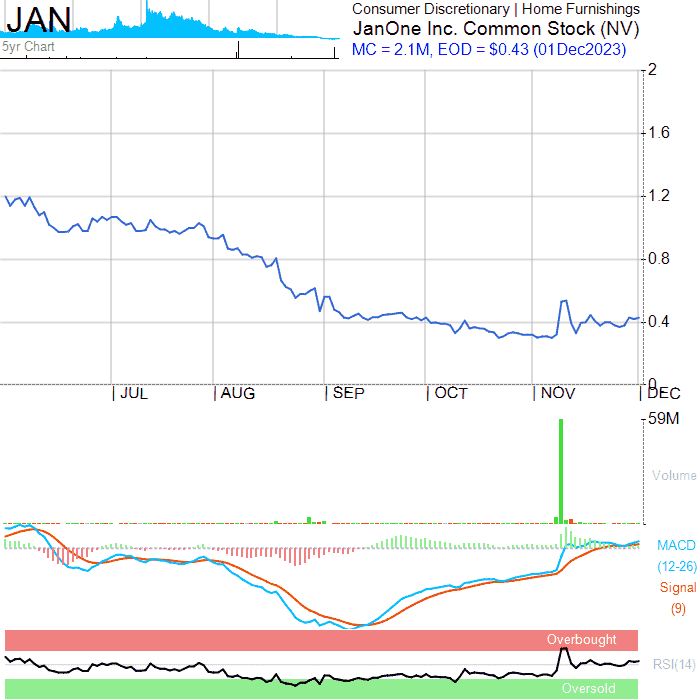 JAN
Consumer Discretionary | Home Furnishings
JanOne Inc. Common Stock (NV)
MC = 2.1M, EOD = $0.43 (01Dec2023)
5yr Chart
2
1.6
1.2
0.8
0.4
0
| JUL | AUG | SEP | OCT | NOV | DEC
59M
Volume
MACD
(12-26)
Signal
(9)
Overbought
RSI(14)
Oversold